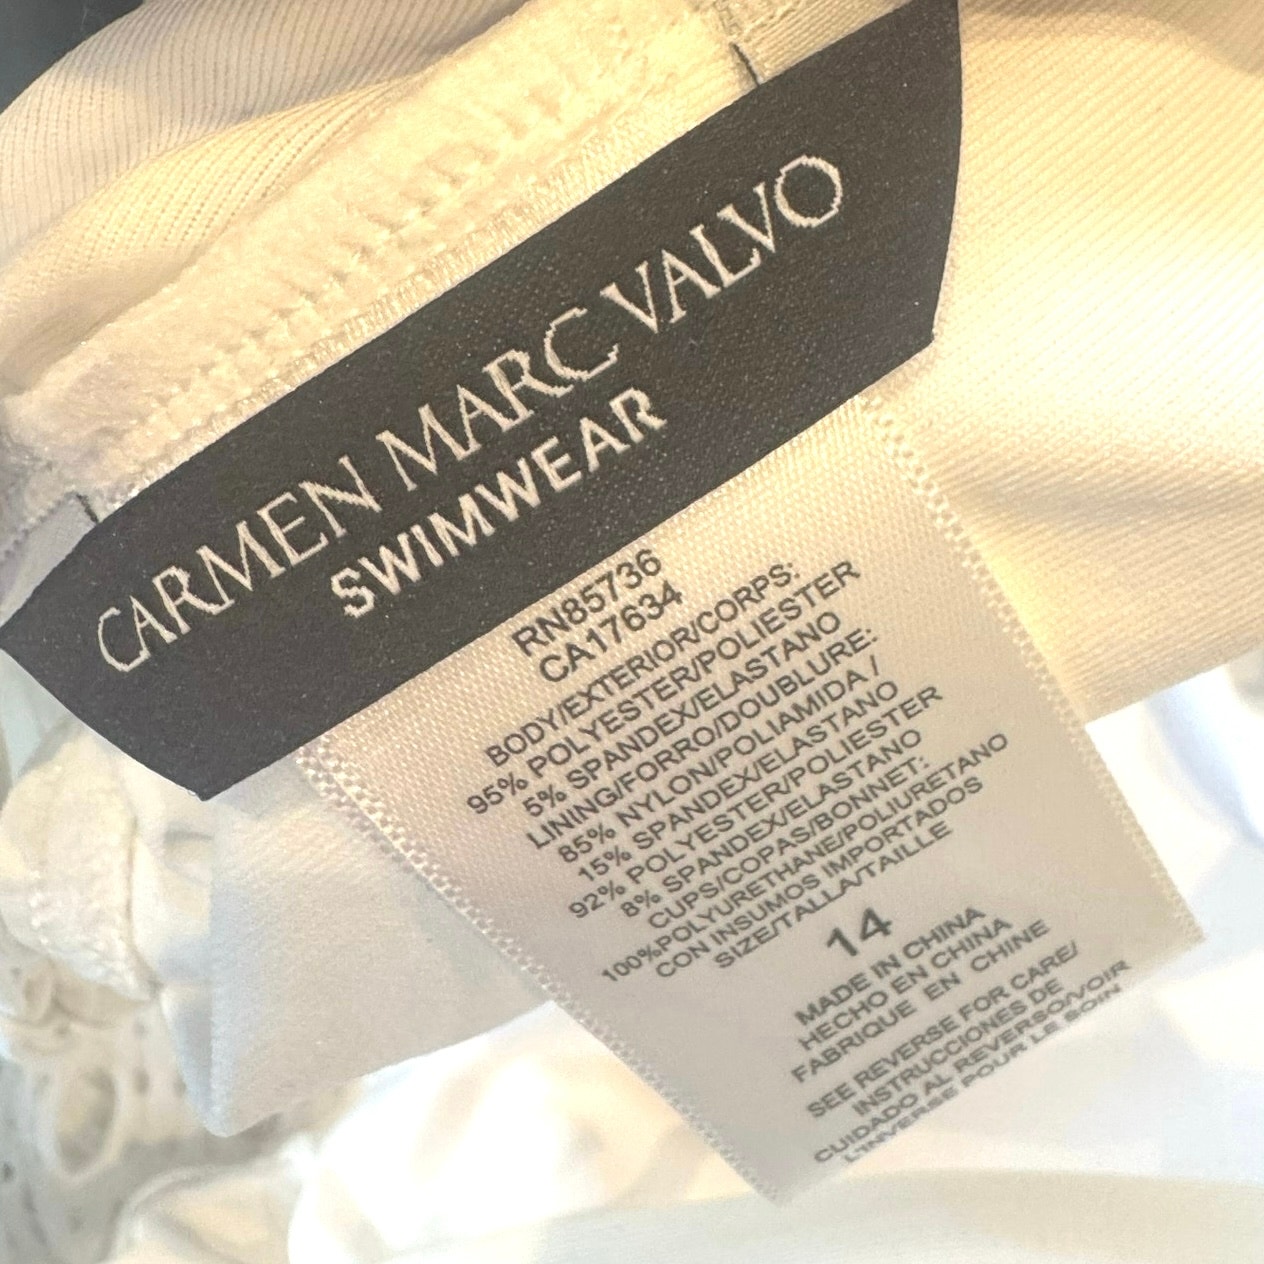 CARMEN MARC VALVO
SWIMWEAR
RN85736
CA17634
BODY/EXTERIOR/CORPS:
95% POLYESTER/POLIESTER
5% SPANDEX/ELASTANO
LINING/FORRO/DOUBLURE:
85% NYLON/POLIAMIDA /
15% SPANDEX/ELASTANO
92% POLYESTER/POLIESTER
8% SPANDEX/ELASTANO
CUPS/COPAS/BONNET:
100%POLYURETHANE/POLIURETANO
CON INSUMOS IMPORTADOS
SIZE/TALLA/TAILLE
14
MADE IN CHINA
HECHO EN CHINA
FABRIQUE EN CHINE
SEE REVERSE FOR CARE/
INSTRUCCIONES DE
CUIDADO AL REVERSO/VOIR
L'INVERSE POUR LE SOIN